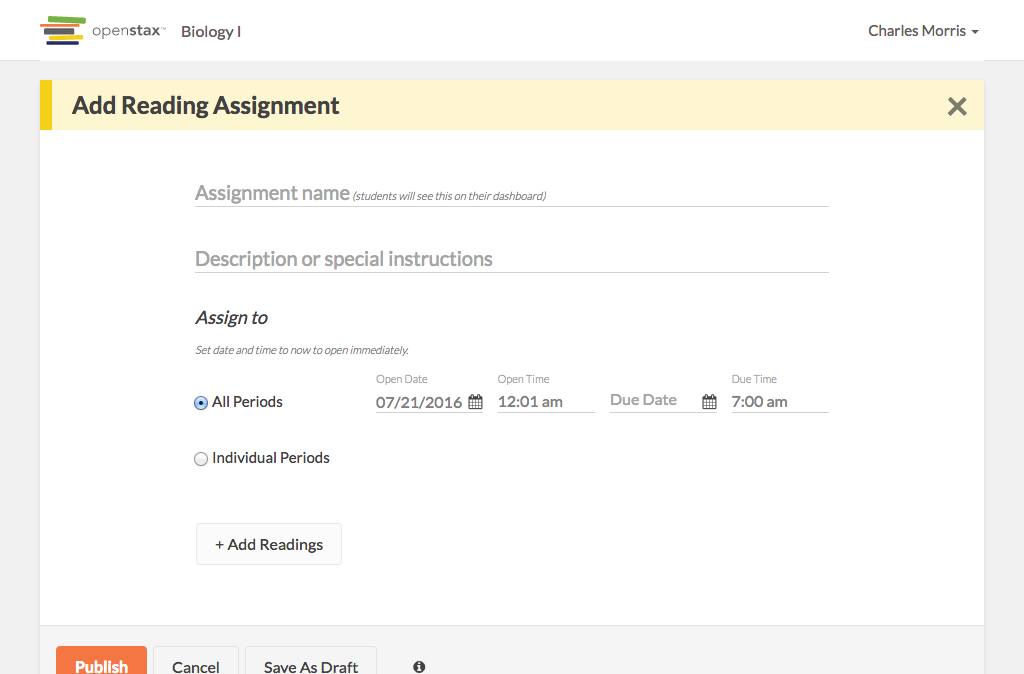 openstax™ Biology I Charles Morris
Add Reading Assignment
Assignment name (students will see this on their dashboard)
Description or special instructions
Assign to
Set date and time to now to open immediately.
Open Date Open Time Due Time
All Periods 07/21/2016 12:01 am Due Date 7:00 am
Individual Periods
+ Add Readings
Publish Cancel Save As Draft